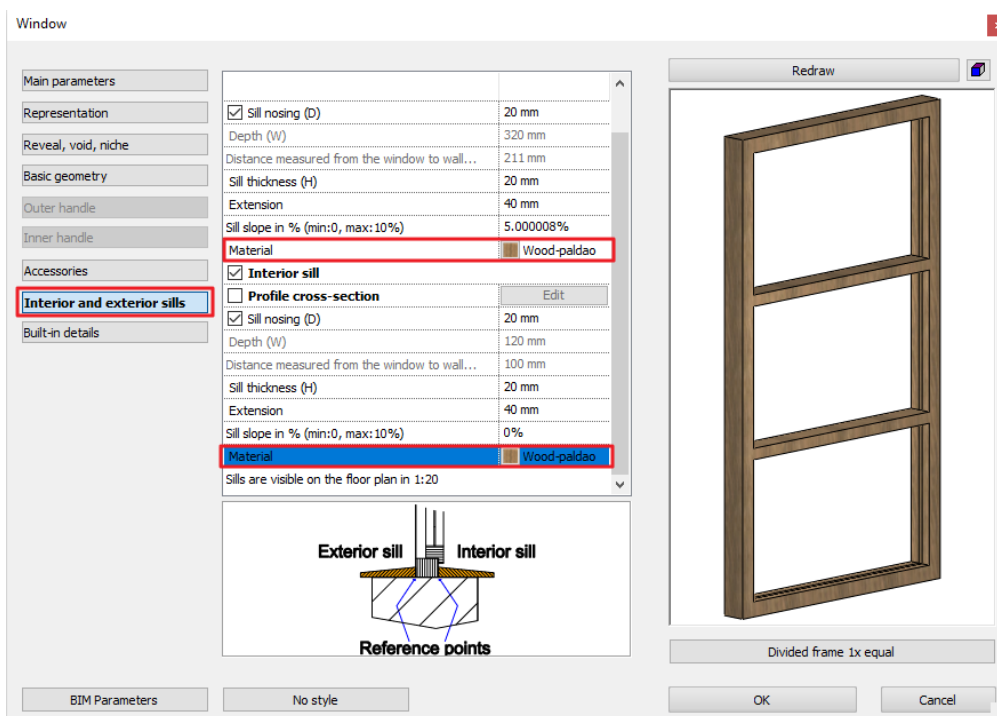 Window
Main parameters
Representation
Reveal, void, niche
Basic geometry
Outer handle
Inner handle
Accessories
Interior and exterior sills
Built-in details
Sill nosing (D) 20 mm
Depth (W) 320 mm
Distance measured from the window to wall... 211 mm
Sill thickness (H) 20 mm
Extension 40 mm
Sill slope in % (min:0, max:10%) 5.000008%
Material Wood-paldao
Interior sill
Profile cross-section Edit
Sill nosing (D) 20 mm
Depth (W) 120 mm
Distance measured from the window to wall... 100 mm
Sill thickness (H) 20 mm
Extension 40 mm
Sill slope in % (min:0, max:10%) 0%
Material Wood-paldao
Sills are visible on the floor plan in 1:20
Exterior sill Interior sill
Reference points
Redraw
Divided frame 1x equal
BIM Parameters No style OK Cancel